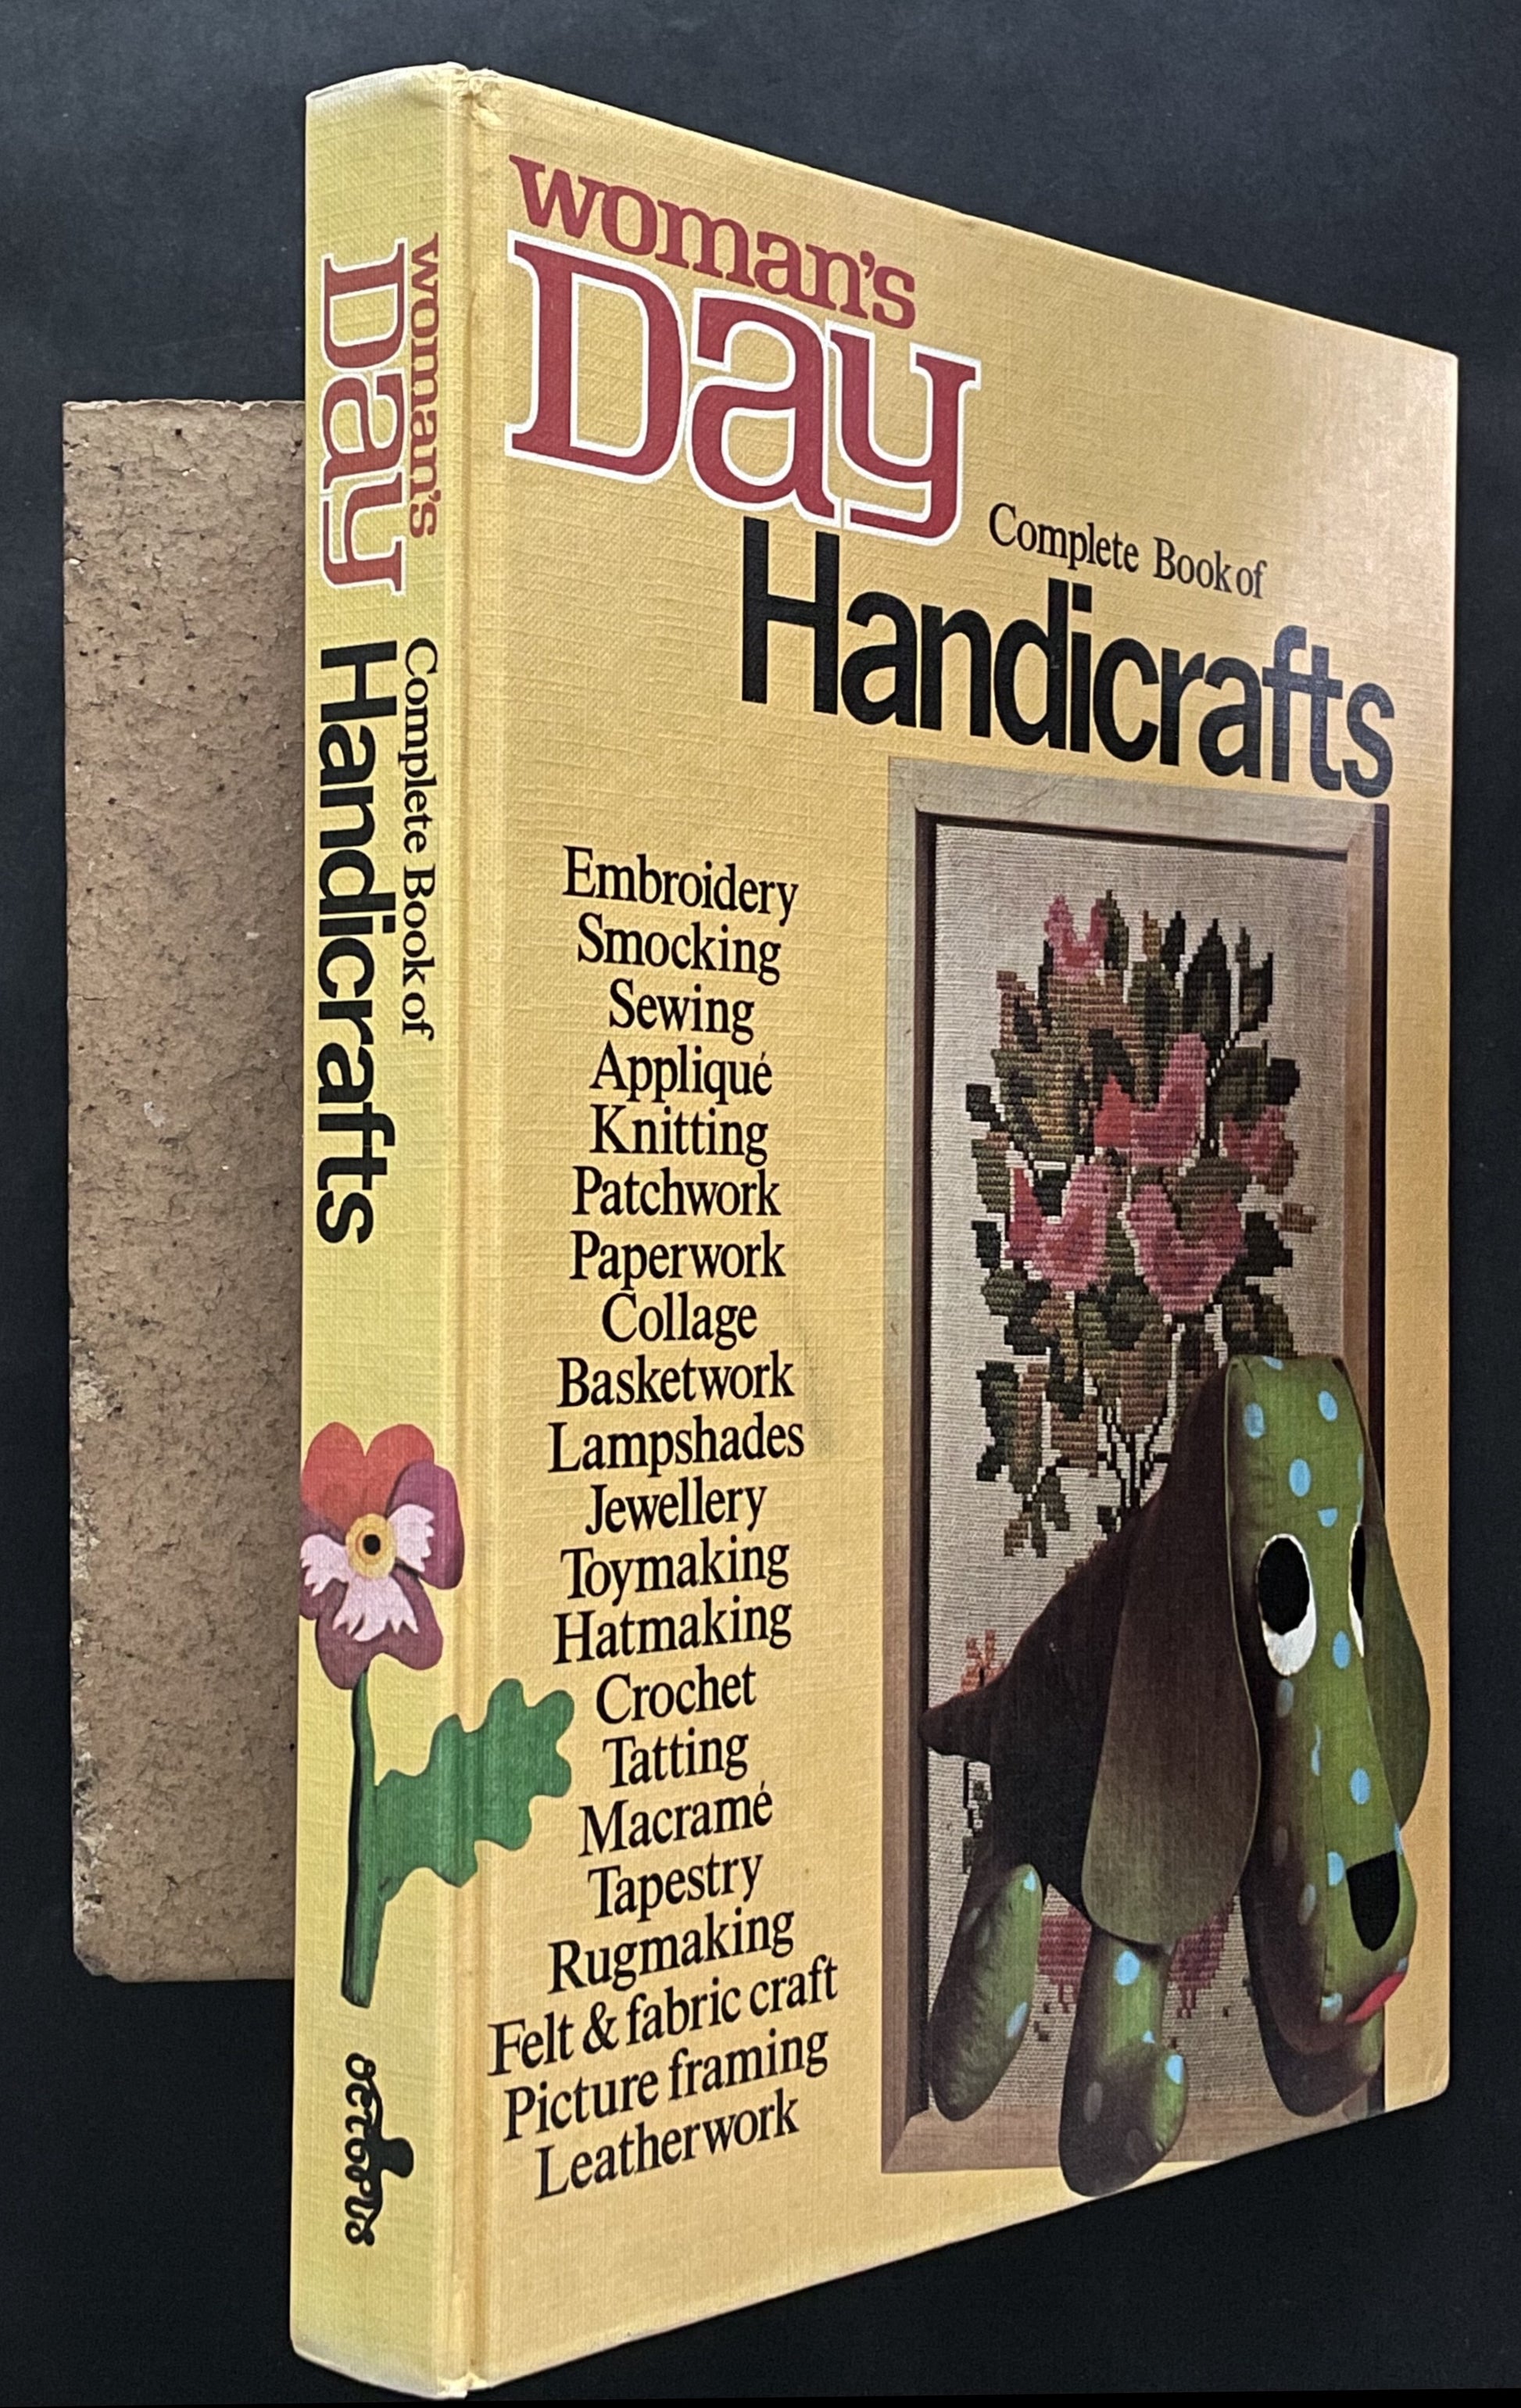 woman's
Day
Complete Book of
Handicrafts
octopus
woman's
Day
Complete Book of
Handicrafts
Embroidery
Smocking
Sewing
Appliqué
Knitting
Patchwork
Paperwork
Collage
Basketwork
Lampshades
Jewellery
Toymaking
Hatmaking
Crochet
Tatting
Macramé
Tapestry
Rugmaking
Felt & fabric craft
Picture framing
Leatherwork